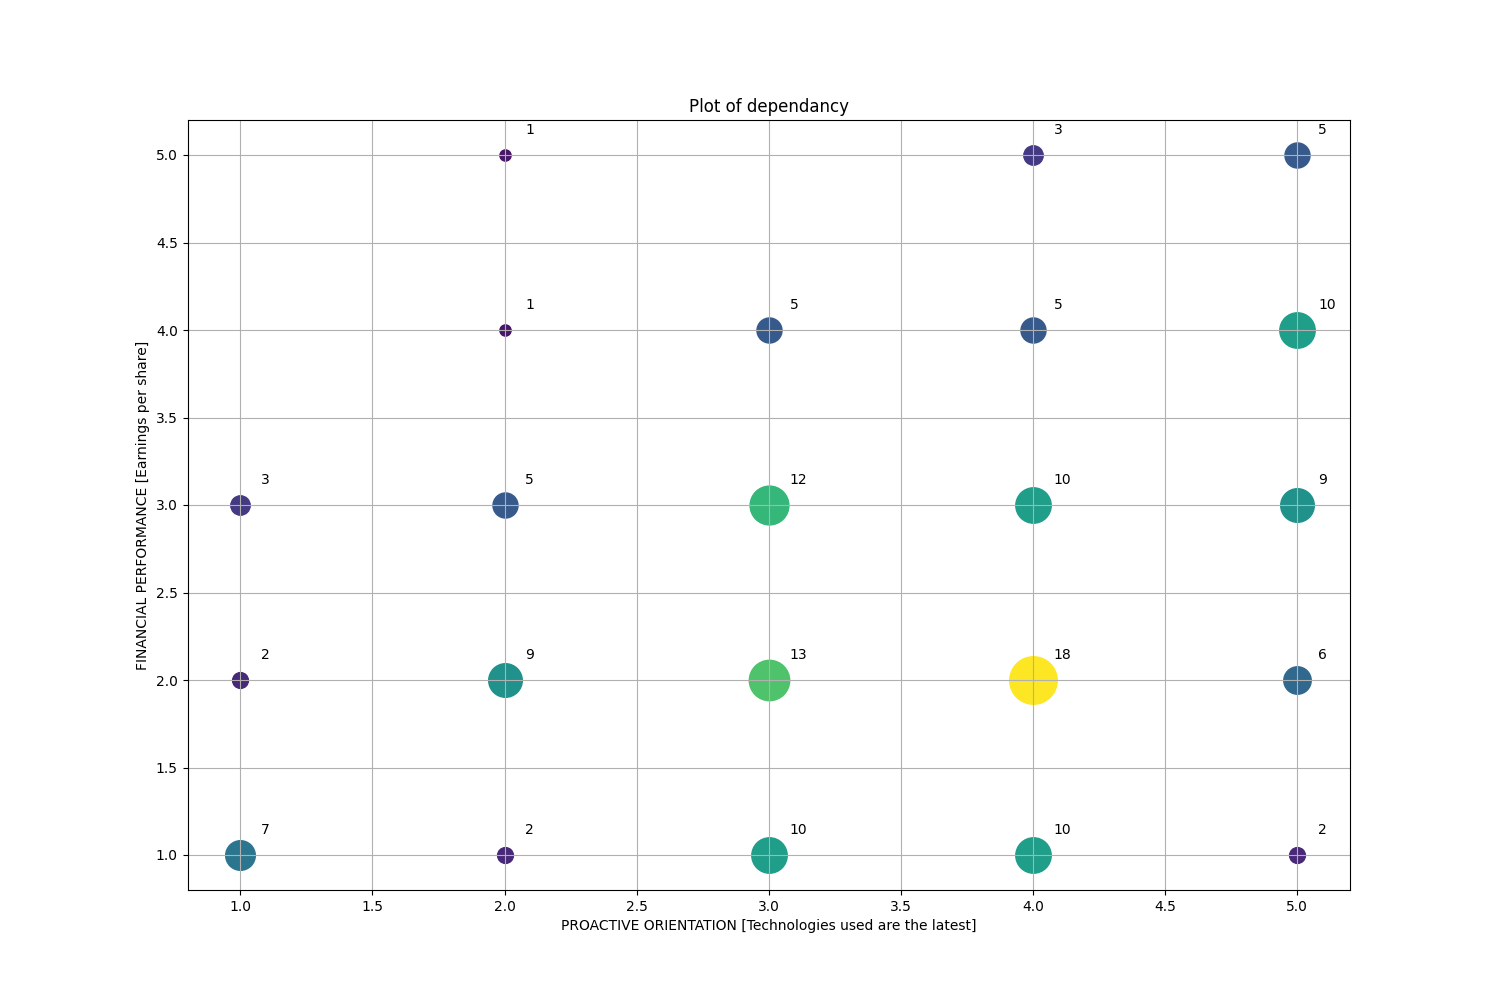 Plot of dependancy
1 3 5
5.0
4.5
1 5 5 10
4.0
3.5
3 5 12 10 9
3.0
2.5
2 9 13 18 6
2.0
1.5
7 2 10 10 2
1.0
FINANCIAL PERFORMANCE [Earnings per share]
1.0 1.5 2.0 2.5 3.0 3.5 4.0 4.5 5.0
PROACTIVE ORIENTATION [Technologies used are the latest]